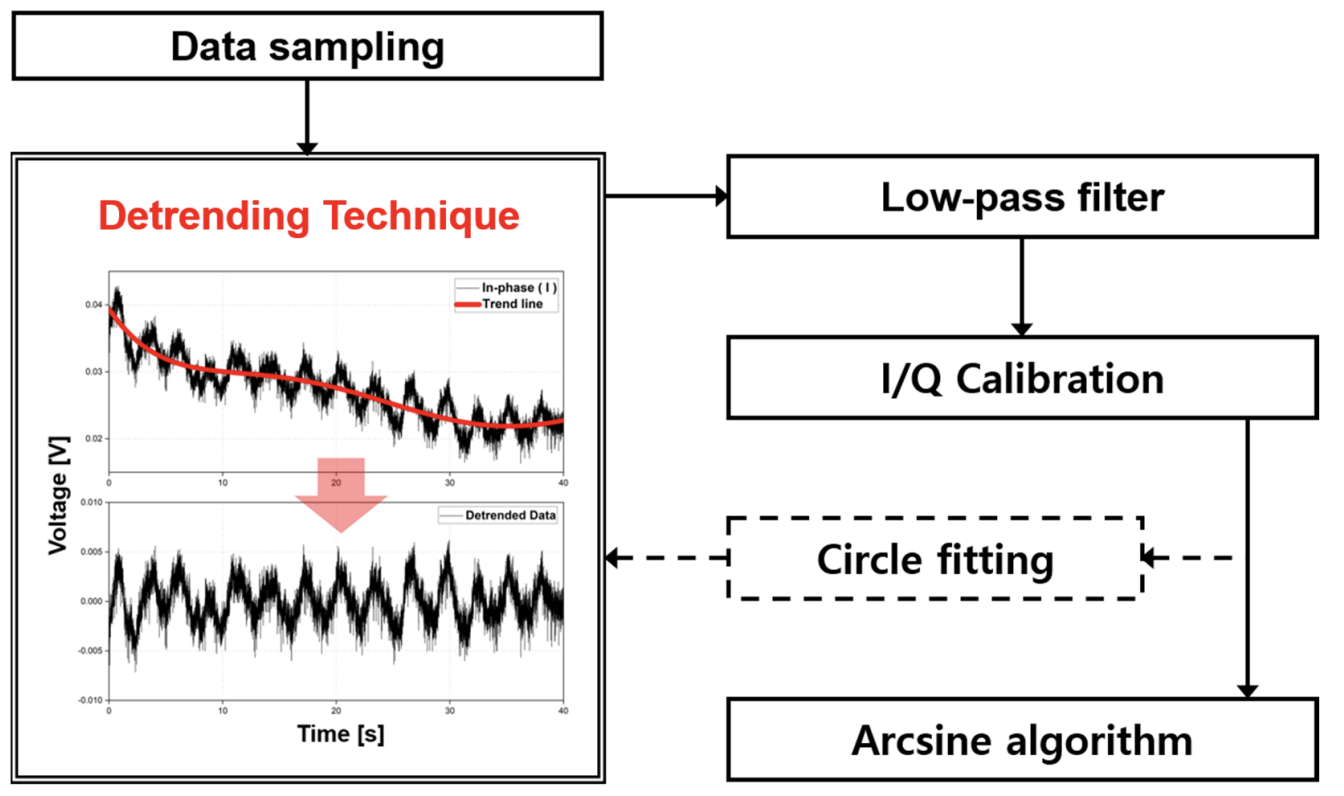 Data sampling
Detrending Technique
In-phase ( I )
Trend line
0.04
0.03
0.02
0
10
20
30
40
Voltage [V]
Detrended Data
0.010
0.005
0.000
-0.005
-0.010
0
10
20
30
40
Time [s]
Low-pass filter
I/Q Calibration
Circle fitting
Arcsine algorithm